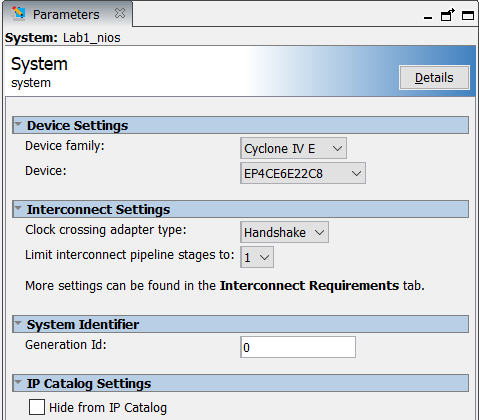 Parameters
System: Lab1_nios
System
system
Details
Device Settings
Device family: Cyclone IV E
Device: EP4CE6E22C8
Interconnect Settings
Clock crossing adapter type: Handshake
Limit interconnect pipeline stages to: 1
More settings can be found in the Interconnect Requirements tab.
System Identifier
Generation Id: 0
IP Catalog Settings
Hide from IP Catalog